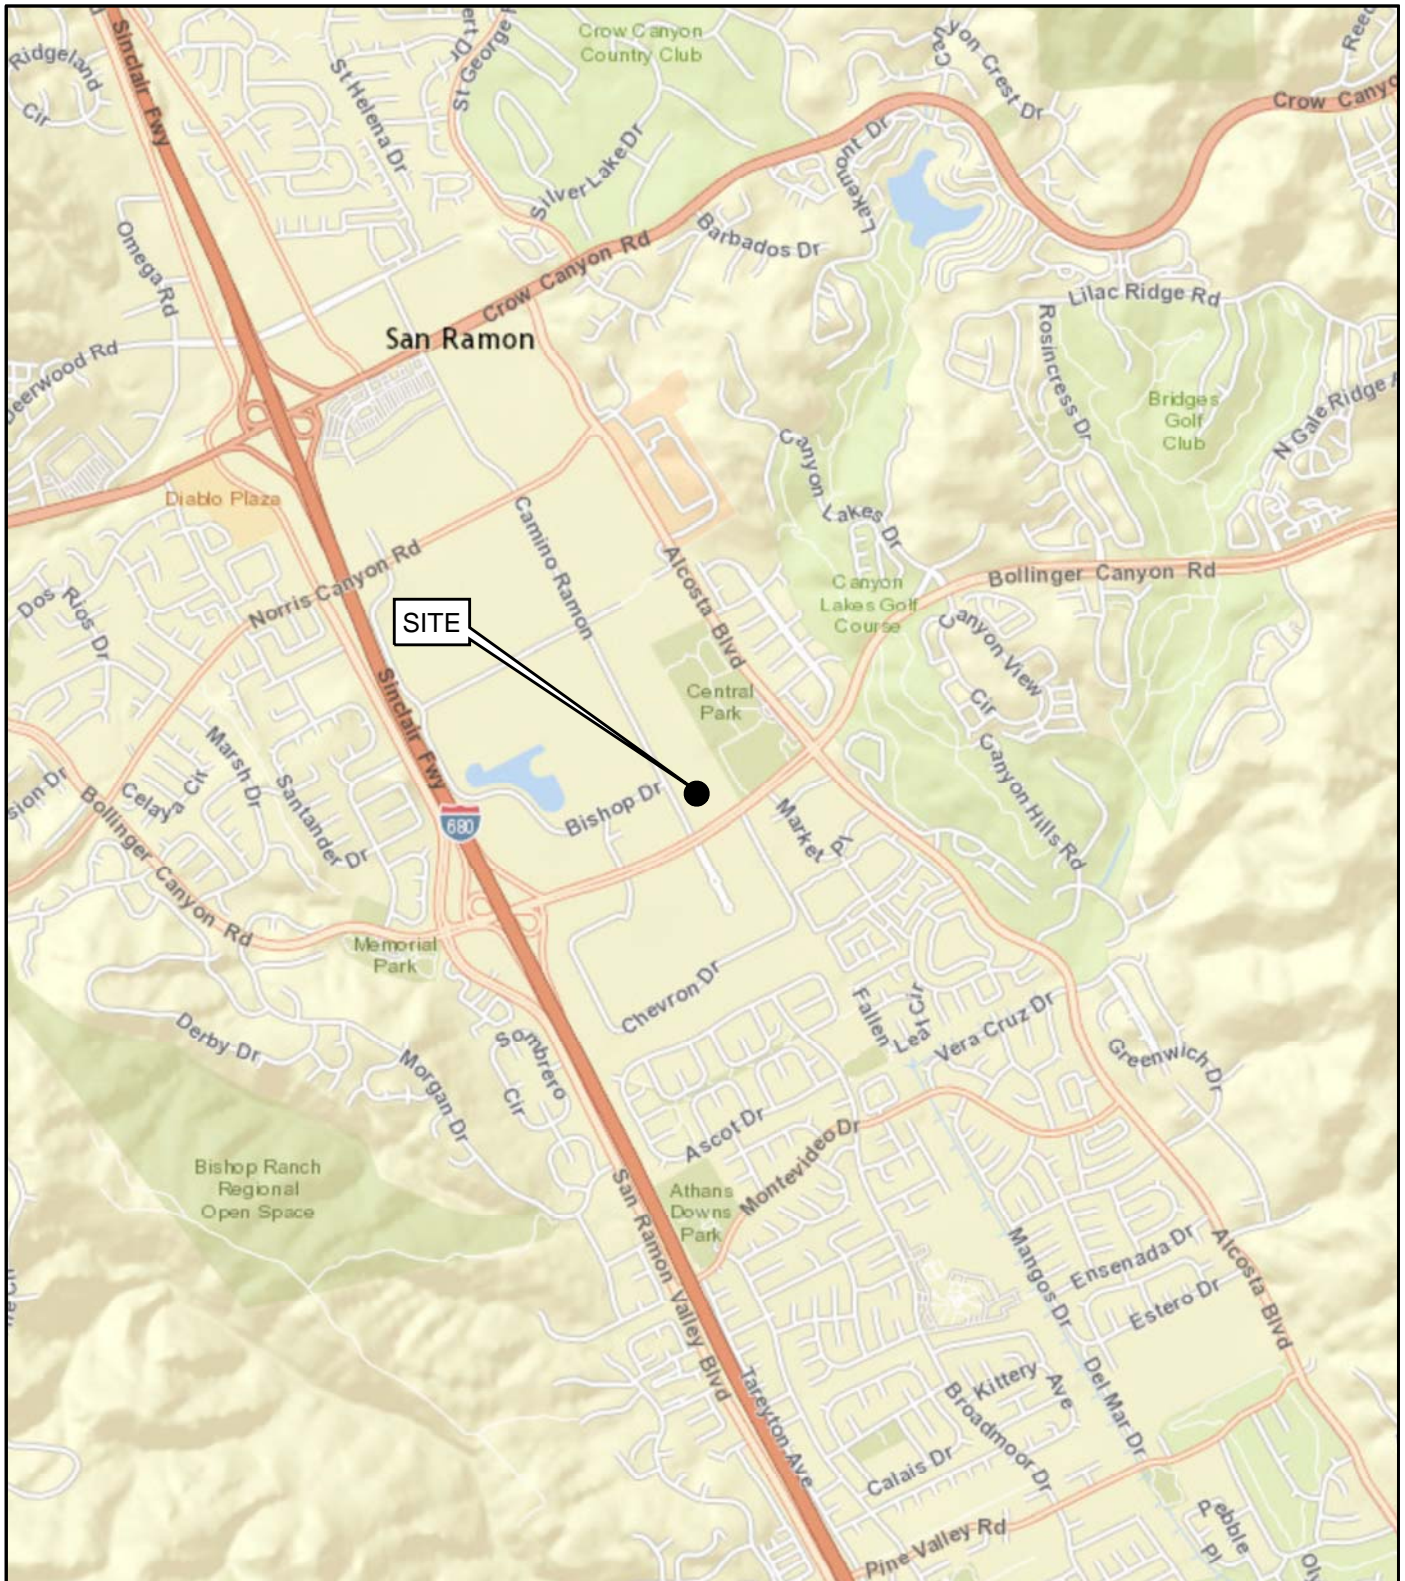 Sinclair Fwy
Ridgeland
Cir
St Helena Dr
St George
Crow Canyon
Country Club
Canyon Crest Dr
Crow Canyo
Silver Lake Dr
Lakemont Dr
Omega Rd
Crow Canyon Rd
Barbados Dr
Lilac Ridge Rd
San Ramon
Deerwood Rd
Rosincress Dr
Bridges
Golf
Club
N Gale Ridge
Diablo Plaza
Camino Ramon
Canyon Lakes Dr
Norris Canyon Rd
Alcosta Blvd
Bollinger Canyon Rd
Dos Rios Dr
Canyon
Lakes Golf
Course
SITE
Canyon View
Cir
Central
Park
Sinclair Fwy
Marsh Dr
Canyon Hills Rd
Celaya Cir
Santander Dr
sion Dr
Bishop Dr
680
Market Pl
Bollinger Canyon Rd
Memorial
Park
Chevron Dr
Fallen
Leaf Cir
Vera Cruz Dr
Greenwich Dr
Derby Dr
Sombrero
Cir
Morgan Dr
Ascot Dr
Montevideo Dr
Bishop Ranch
Regional
Open Space
Athans
Downs
Park
San Ramon Valley Blvd
Mangos Dr
Ensenada Dr
Estero Dr
Alcosta Blvd
Tareyton Ave
Kittery Ave
Broadmoor Dr
Del Mar Dr
Calais Dr
Pine Valley Rd
Pebble
Pl